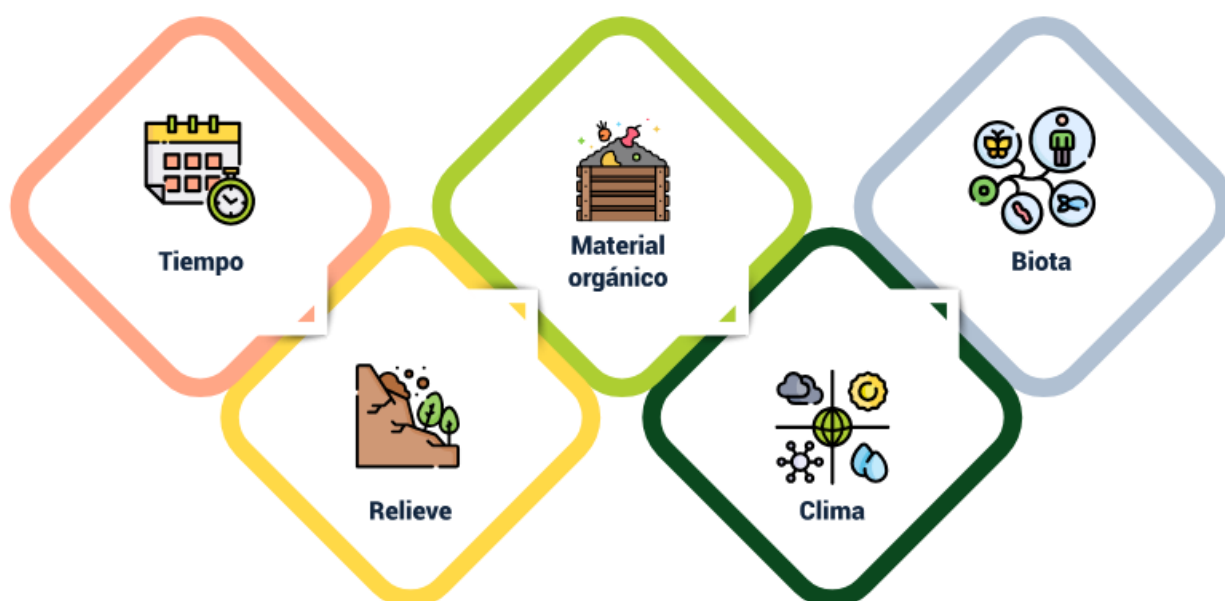 Tiempo
Material
orgánico
Biota
Relieve
Clima